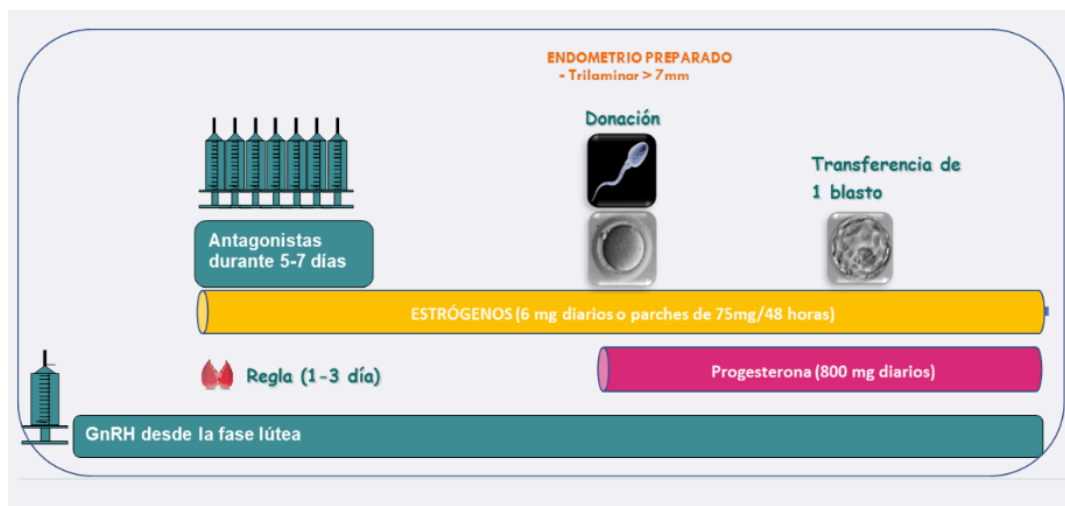 ENDOMETRIO PREPARADO
- Trilaminar > 7mm
Donación
Transferencia de
1 blasto
Antagonistas
durante 5-7 días
ESTRÓGENOS (6 mg diarios o parches de 75mg/48 horas)
Regla (1-3 día)
Progesterona (800 mg diarios)
GnRH desde la fase lútea